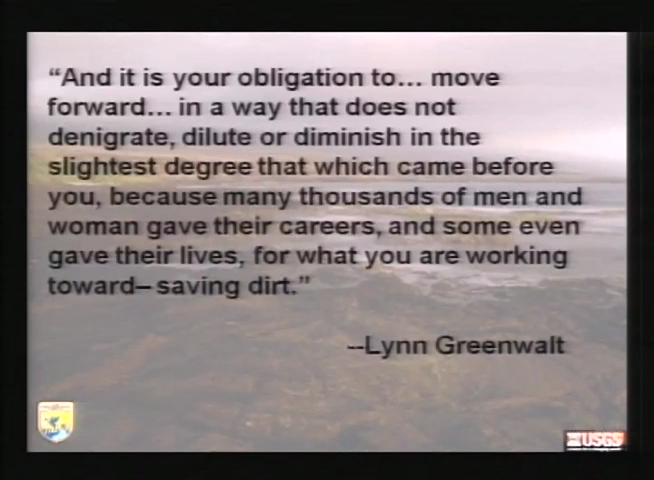 “And it is your obligation to... move
forward... in a way that does not
denigrate, dilute or diminish in the
slightest degree that which came before
you, because many thousands of men and
woman gave their careers, and some even
gave their lives, for what you are working
toward– saving dirt.”
--Lynn Greenwalt
USGS